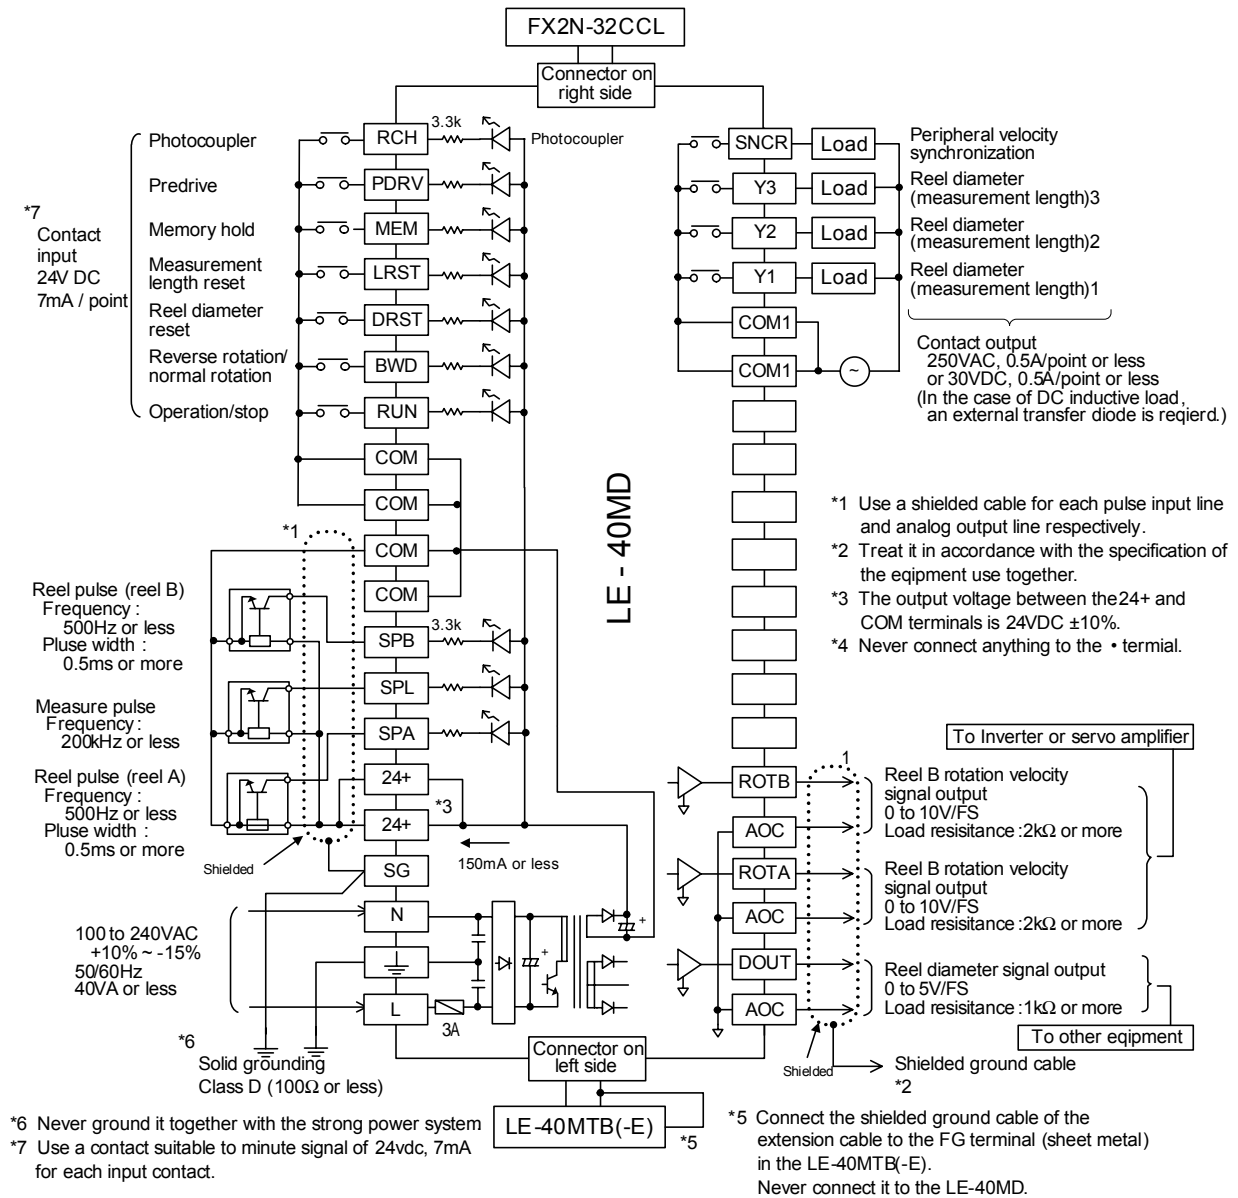 FX2N-32CCL
Connector on
right side
*7
Contact
input
24V DC
7mA / point
Photocoupler
Predrive
Memory hold
Measurement
length reset
Reel diameter
reset
Reverse rotation/
normal rotation
Operation/stop
RCH
3.3k
Photocoupler
PDRV
MEM
LRST
DRST
BWD
RUN
COM
COM
COM
COM
SPB
3.3k
SPL
SPA
24+
24+
*3
150mA or less
SG
N
L
3A
+
+
*1
Reel pulse (reel B)
Frequency :
500Hz or less
Pluse width :
0.5ms or more
Measure pulse
Frequency :
200kHz or less
Reel pulse (reel A)
Frequency :
500Hz or less
Pluse width :
0.5ms or more
Shielded
100 to 240VAC
+10% ~ -15%
50/60Hz
40VA or less
*6
Solid grounding
Class D (100Ω or less)
LE - 40MD
SNCR
Load
Peripheral velocity
synchronization
Y3
Load
Reel diameter
(measurement length)3
Y2
Load
Reel diameter
(measurement length)2
Y1
Load
Reel diameter
(measurement length)1
COM1
COM1
~
Contact output
250VAC, 0.5A/point or less
or 30VDC, 0.5A/point or less
(In the case of DC inductive load,
an external transfer diode is reqierd.)
*1 Use a shielded cable for each pulse input line
and analog output line respectively.
*2 Treat it in accordance with the specification of
the eqipment use together.
*3 The output voltage between the24+ and
COM terminals is 24VDC ±10%.
*4 Never connect anything to the • termial.
To Inverter or servo amplifier
1
ROTB
AOC
Reel B rotation velocity
signal output
0 to 10V/FS
Load resisitance :2kΩ or more
ROTA
AOC
Reel B rotation velocity
signal output
0 to 10V/FS
Load resisitance :2kΩ or more
DOUT
AOC
Reel diameter signal output
0 to 5V/FS
Load resisitance :1kΩ or more
To other eqipment
Shielded
Shielded ground cable
*2
Connector on
left side
LE-40MTB(-E)
*5
*6 Never ground it together with the strong power system
*7 Use a contact suitable to minute signal of 24vdc, 7mA
for each input contact.
*5 Connect the shielded ground cable of the
extension cable to the FG terminal (sheet metal)
in the LE-40MTB(-E).
Never connect it to the LE-40MD.